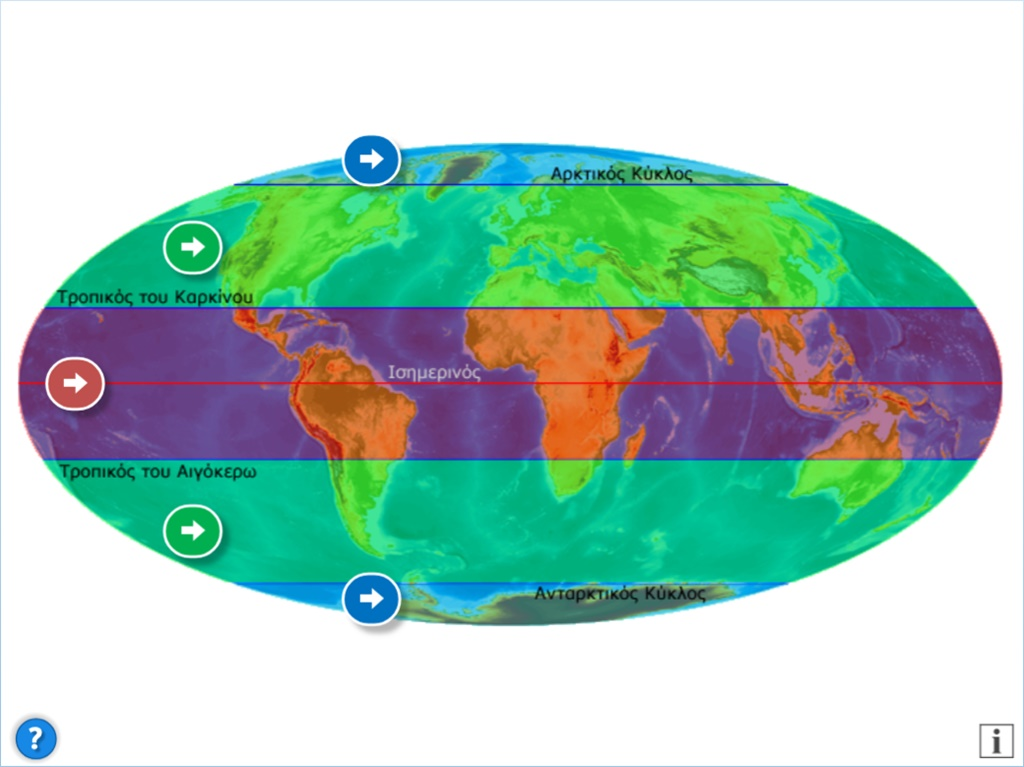 Αρκτικός Κύκλος
Τροπικός του Καρκίνου
Ισημερινός
Τροπικός του Αιγόκερω
Ανταρκτικός Κύκλος
?
i